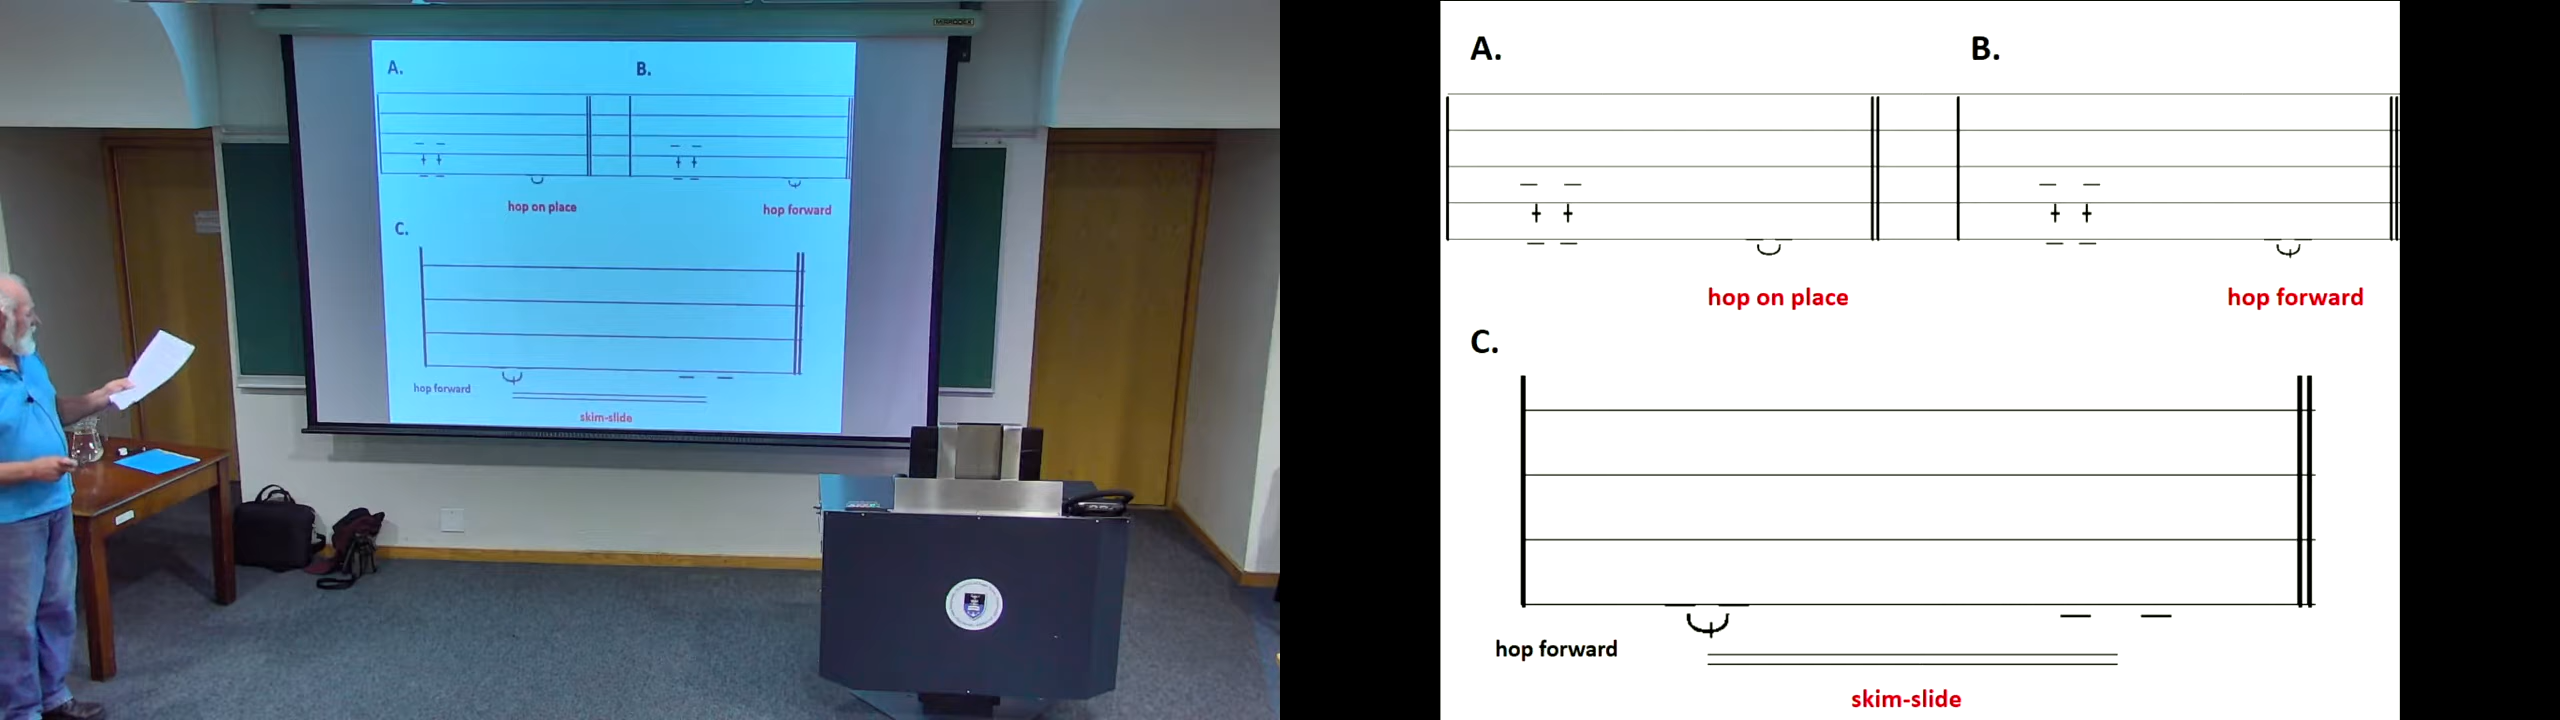 A. B.
hop on place hop forward
C.
hop forward
skim-slide
A. B.
hop on place hop forward
C.
hop forward
skim-slide